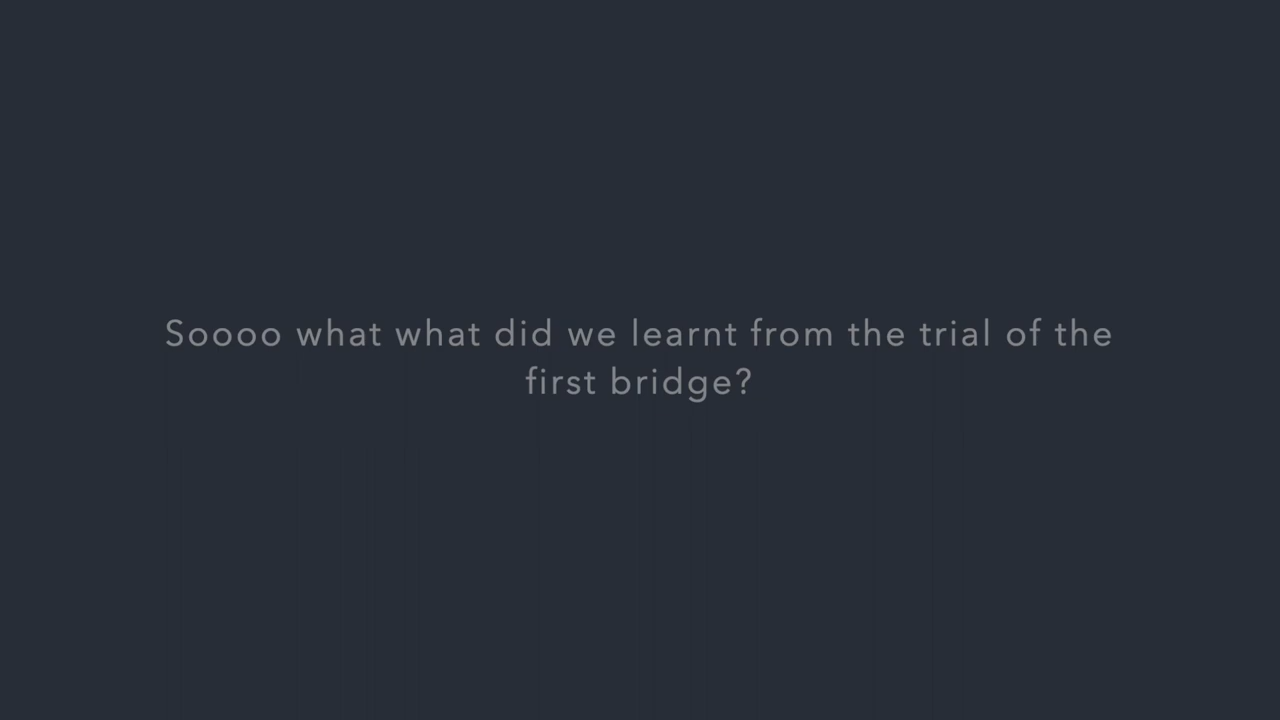 Soooo what what did we learnt from the trial of the
first bridge?